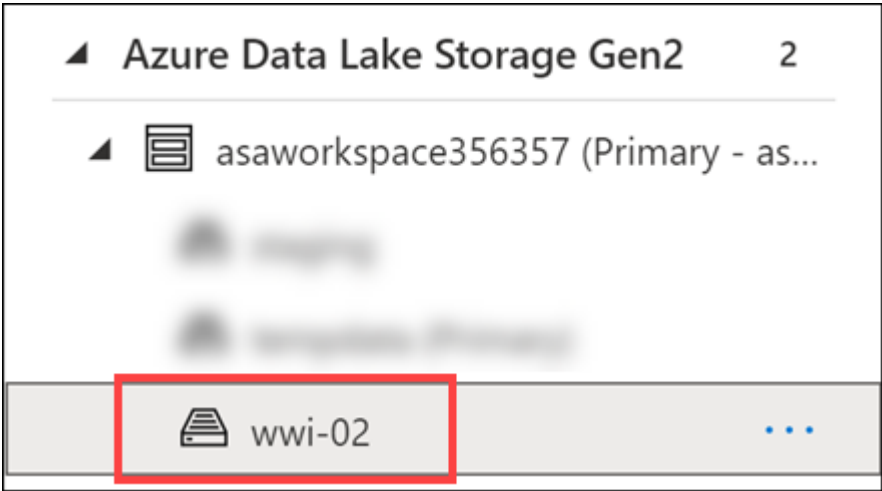 Azure Data Lake Storage Gen2 2
asaworkspace356357 (Primary - as...
wwi-02 ...